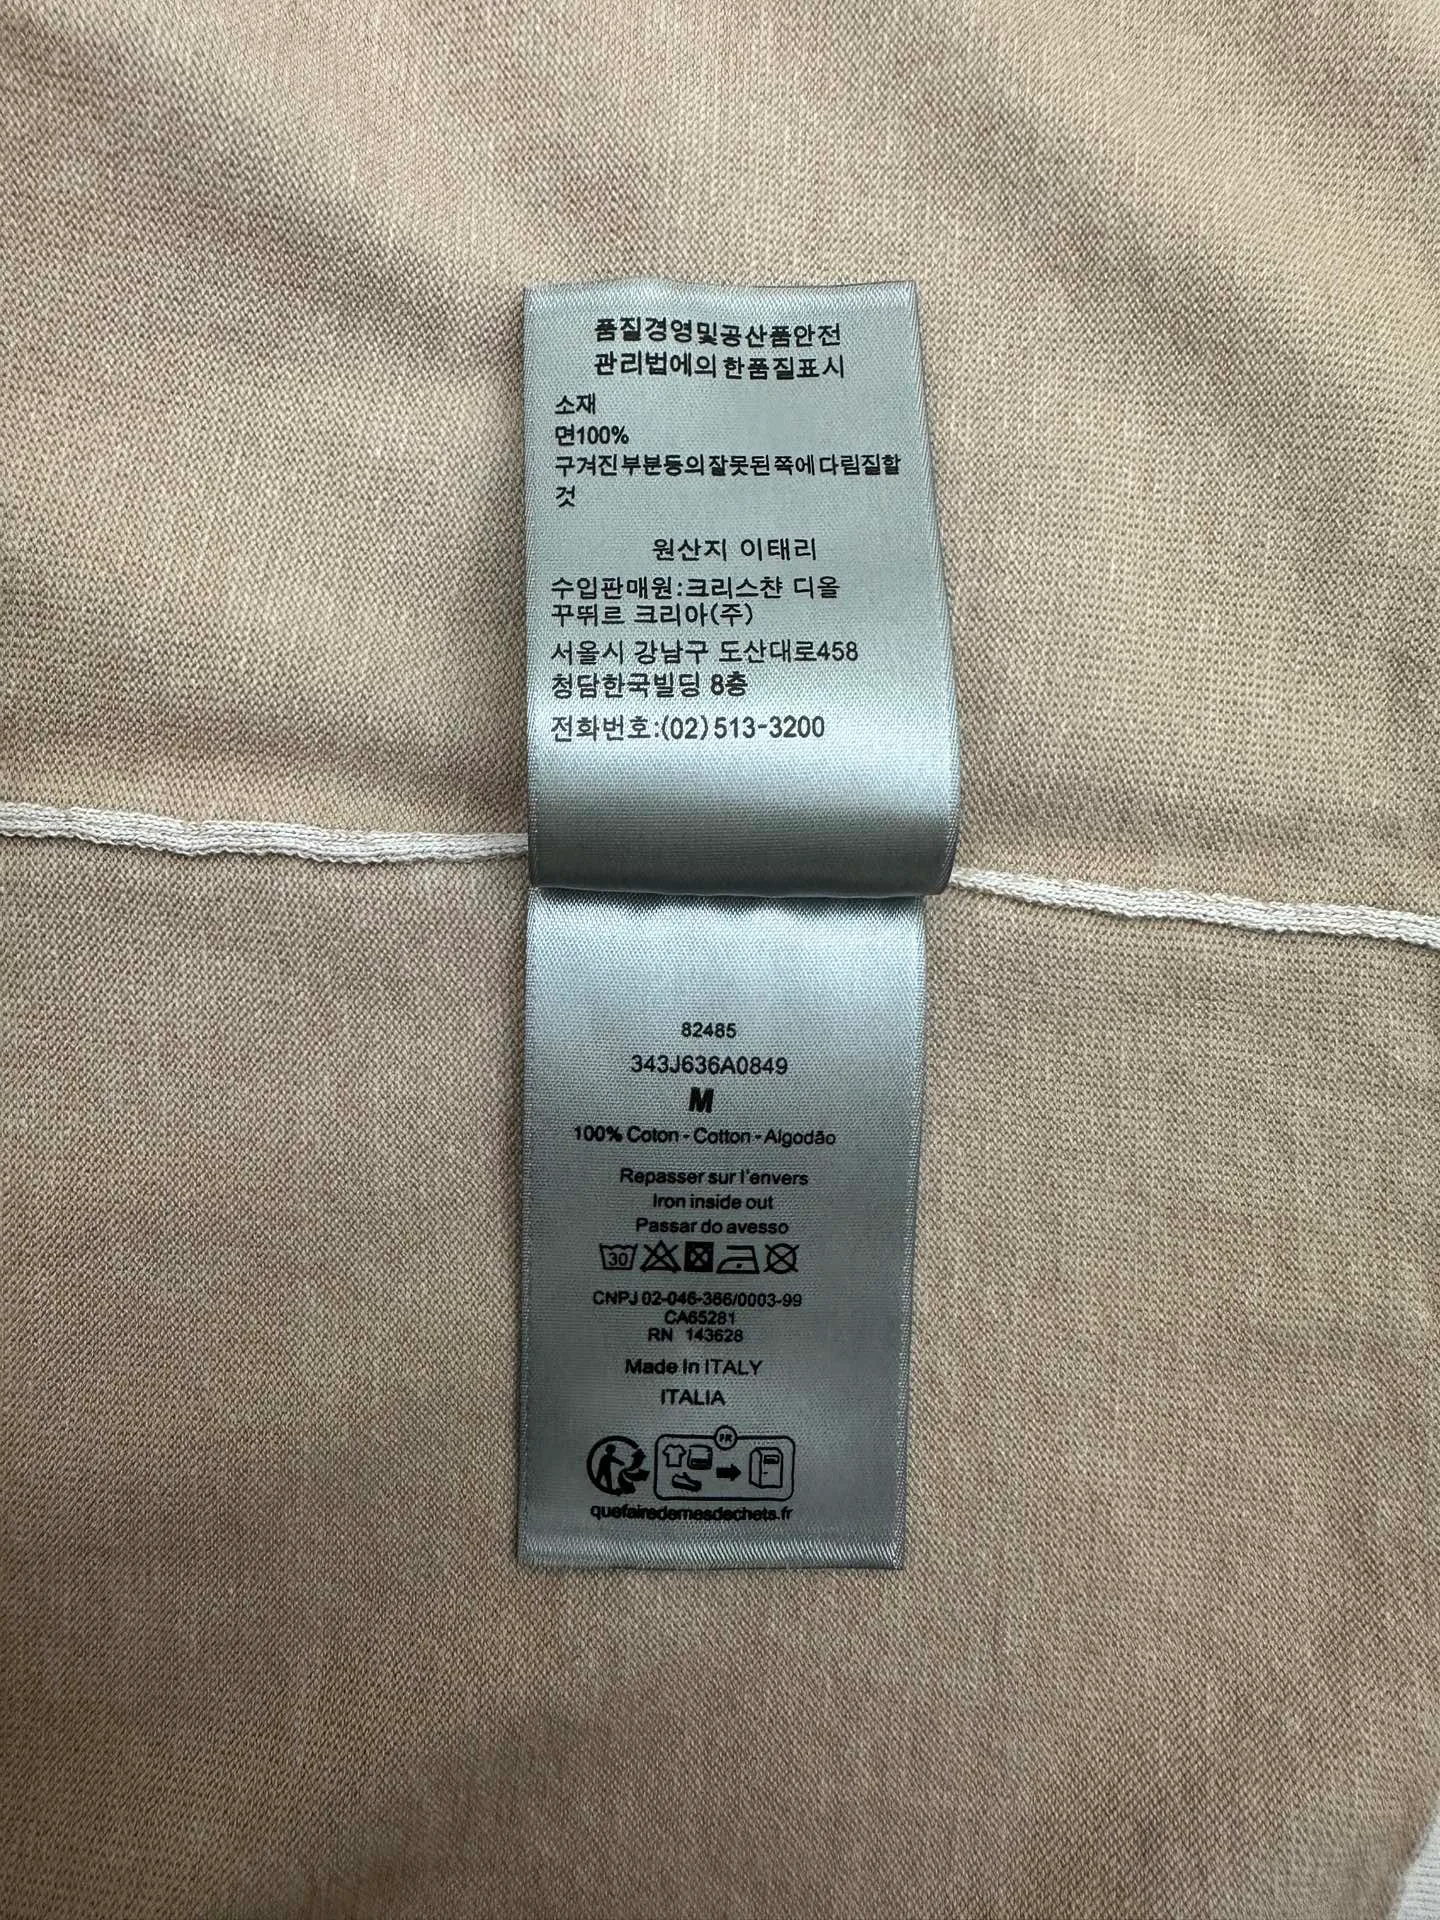 품질경영및공산품안전
관리법에의한품질표시
소재
면100%
구겨진부분등의잘못된쪽에다림질할
것
원산지 이태리
수입판매원:크리스챤 디올
꾸뛰르 크리아(주)
서울시 강남구 도산대로458
청담한국빌딩 8층
전화번호:(02)513-3200
82485
343J636A0849
M
100% Coton - Cotton - Algodão
Repasser sur l'envers
Iron inside out
Passar do avesso
30
CNPJ 02-046-386/0003-99
CA65281
RN 143628
Made In ITALY
ITALIA
FR
quefairedemesdechets.fr